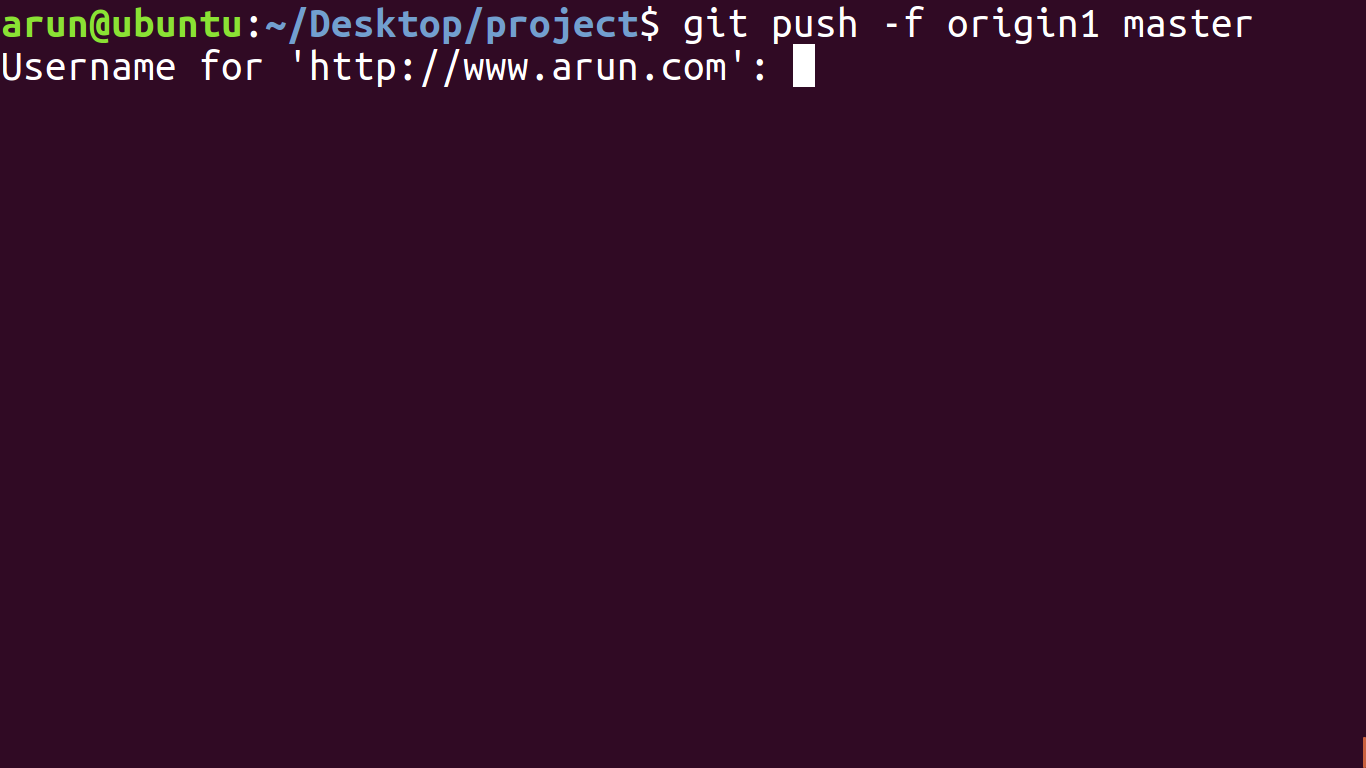 arun@ubuntu:~/Desktop/project$ git push -f origin1 master
Username for 'http://www.arun.com':